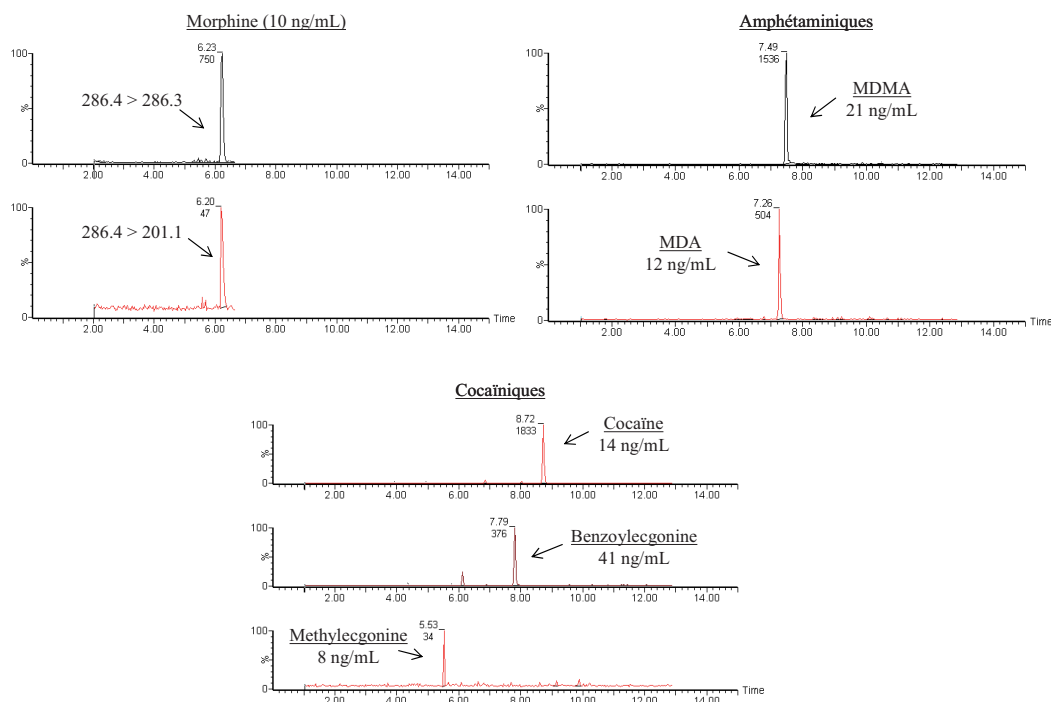 Morphine (10 ng/mL)
6.23
750
100
%
0
286.4 > 286.3
2.00 4.00 6.00 8.00 10.00 12.00 14.00
6.20
47
100
%
0
286.4 > 201.1
2.00 4.00 6.00 8.00 10.00 12.00 14.00
Time
Amphétaminiques
7.49
1536
100
%
0
MDMA
21 ng/mL
2.00 4.00 6.00 8.00 10.00 12.00 14.00
7.26
504
100
%
0
MDA
12 ng/mL
2.00 4.00 6.00 8.00 10.00 12.00 14.00
Time
Cocaïniques
8.72
1833
100
%
0
Cocaïne
14 ng/mL
2.00 4.00 6.00 8.00 10.00 12.00 14.00
7.79
376
100
%
0
Benzoylecgonine
41 ng/mL
2.00 4.00 6.00 8.00 10.00 12.00 14.00
5.53
34
100
%
0
Methylecgonine
8 ng/mL
2.00 4.00 6.00 8.00 10.00 12.00 14.00
Time